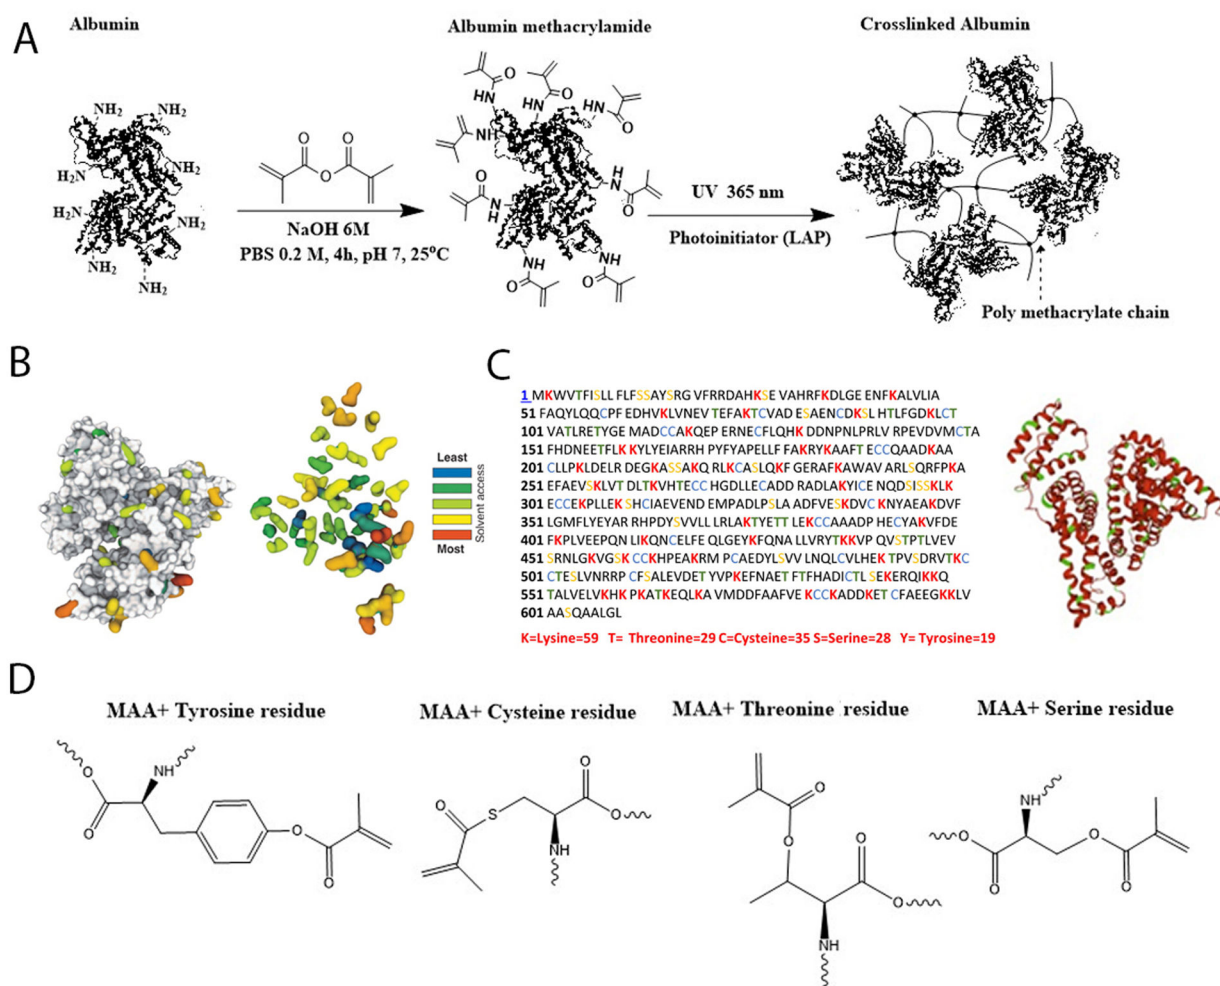 A
Albumin
Albumin methacrylamide
Crosslinked Albumin
NH2
NH2
H2N
NH2
H2N
NH2
NH2
NH2
O
O
O
NaOH 6M
PBS 0.2 M, 4h, pH 7, 25°C
O
HN
O
HN
HN
O
O
NH
O
N
H
H
N
O
NH
O
HN
O
UV 365 nm
Photoinitiator (LAP)
Poly methacrylate chain
B
Least
Solvent access
Most
C
1 MKWVTFISLL FLFSSAYSRG VFRRDAHKSE VAHRFKDLGE ENFKALVLIA
51 FAQYLQQCPF EDHVKLVNEV TEFAKTCVAD ESAENCDKSL HTLFGDKLCT
101 VATLRETYGE MADCCAKQEP ERNECFLQHK DDNPNLPRLV RPEVDVMCTA
151 FHDNEETFLK KYLYEIARRH PYFYAPELLF FAKRYKAAFT ECCQAADKAA
201 CLLPKLDELR DEGKASSAKQ RLKCASLQKF GERAFKAWAV ARLSQRFPKA
251 EFAEVSKLVT DLTKVHTECC HGDLLECADD RADLAKYICE NQDSISSKLK
301 ECCEKPLLEK SHCIAEVEND EMPADLPSLA ADFVESKDVC KNYAEAKDVF
351 LGMFLYEYAR RHPDYSVVLL LRLAKTYETT LEKCCAAADP HECYAKVFDE
401 FKPLVEEPQN LIKQNCELFE QLGEYKFQNA LLVRYTKKVP QVSTPTLVEV
451 SRNLGKVGSK CCKHPEAKRM PCAEDYLSVV LNQLCVLHEK TPVSDRVTKC
501 CTESLVNRRP CFSALEVDET YVPKEFNAET FTFHADICTL SEKERQIKKQ
551 TALVELVKHK PKATKEQLKA VMDDFAAFVE KCCKADDKET CFAEEGKKLV
601 AASQAALGL
K=Lysine=59 T= Threonine=29 C=Cysteine=35 S=Serine=28 Y= Tyrosine=19
D
MAA+ Tyrosine residue
MAA+ Cysteine residue
MAA+ Threonine residue
MAA+ Serine residue
O
NH
O
O
O
O
S
O
O
NH
O
O
O
O
NH
NH
O
O
O
O